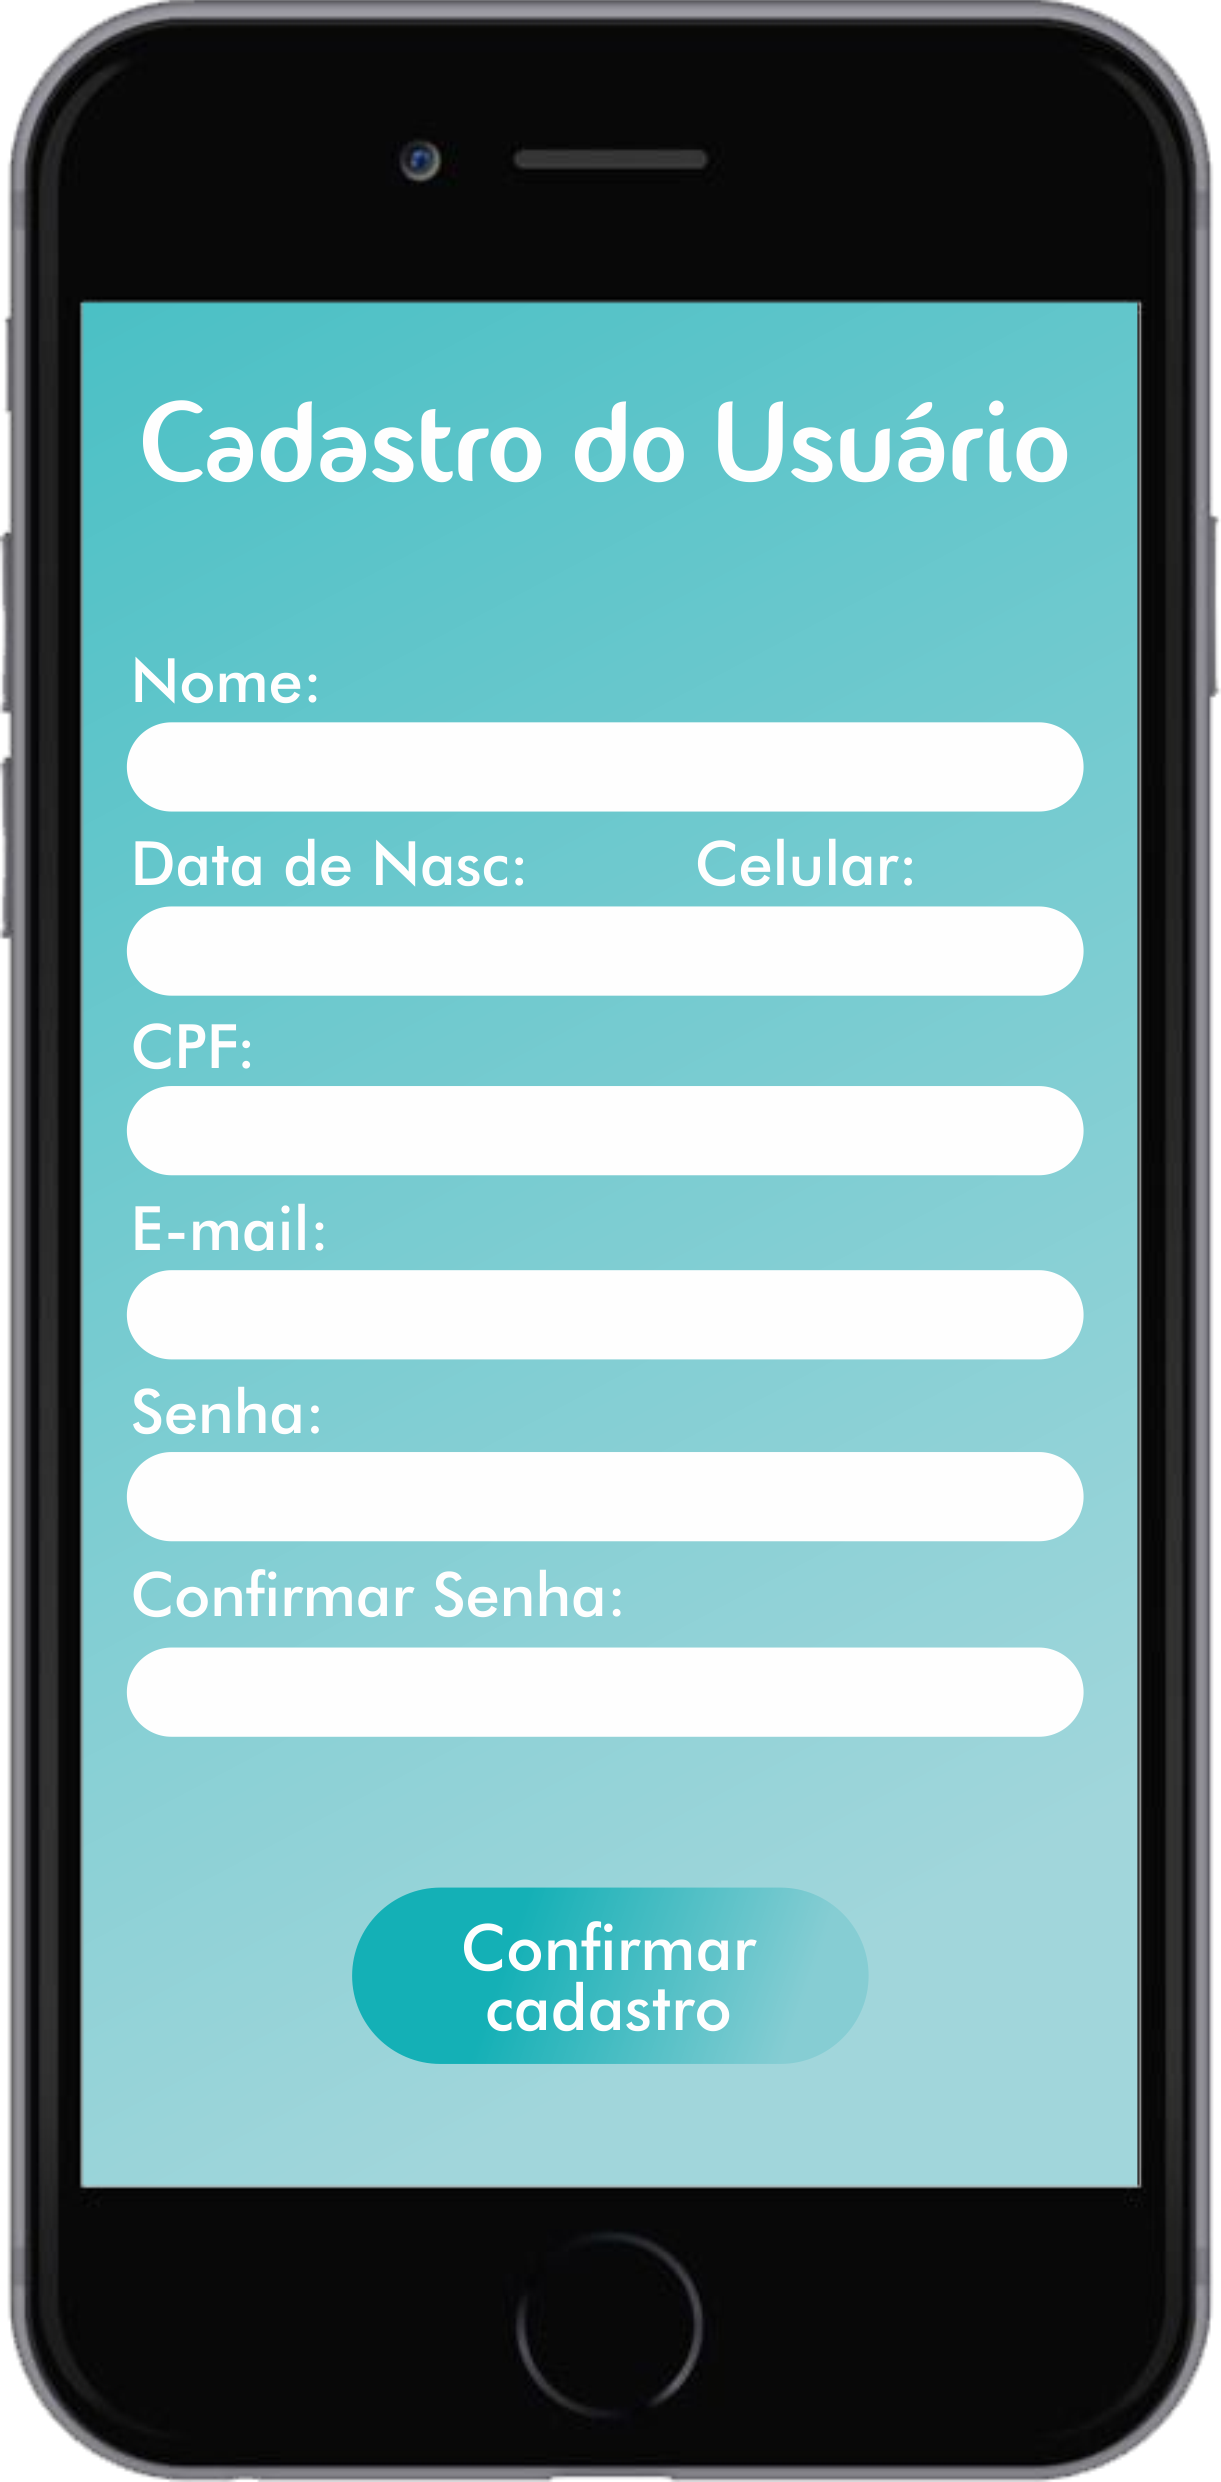 Cadastro do Usuário
Nome:
Data de Nasc: Celular:
CPF:
E-mail:
Senha:
Confirmar Senha:
Confirmar
cadastro